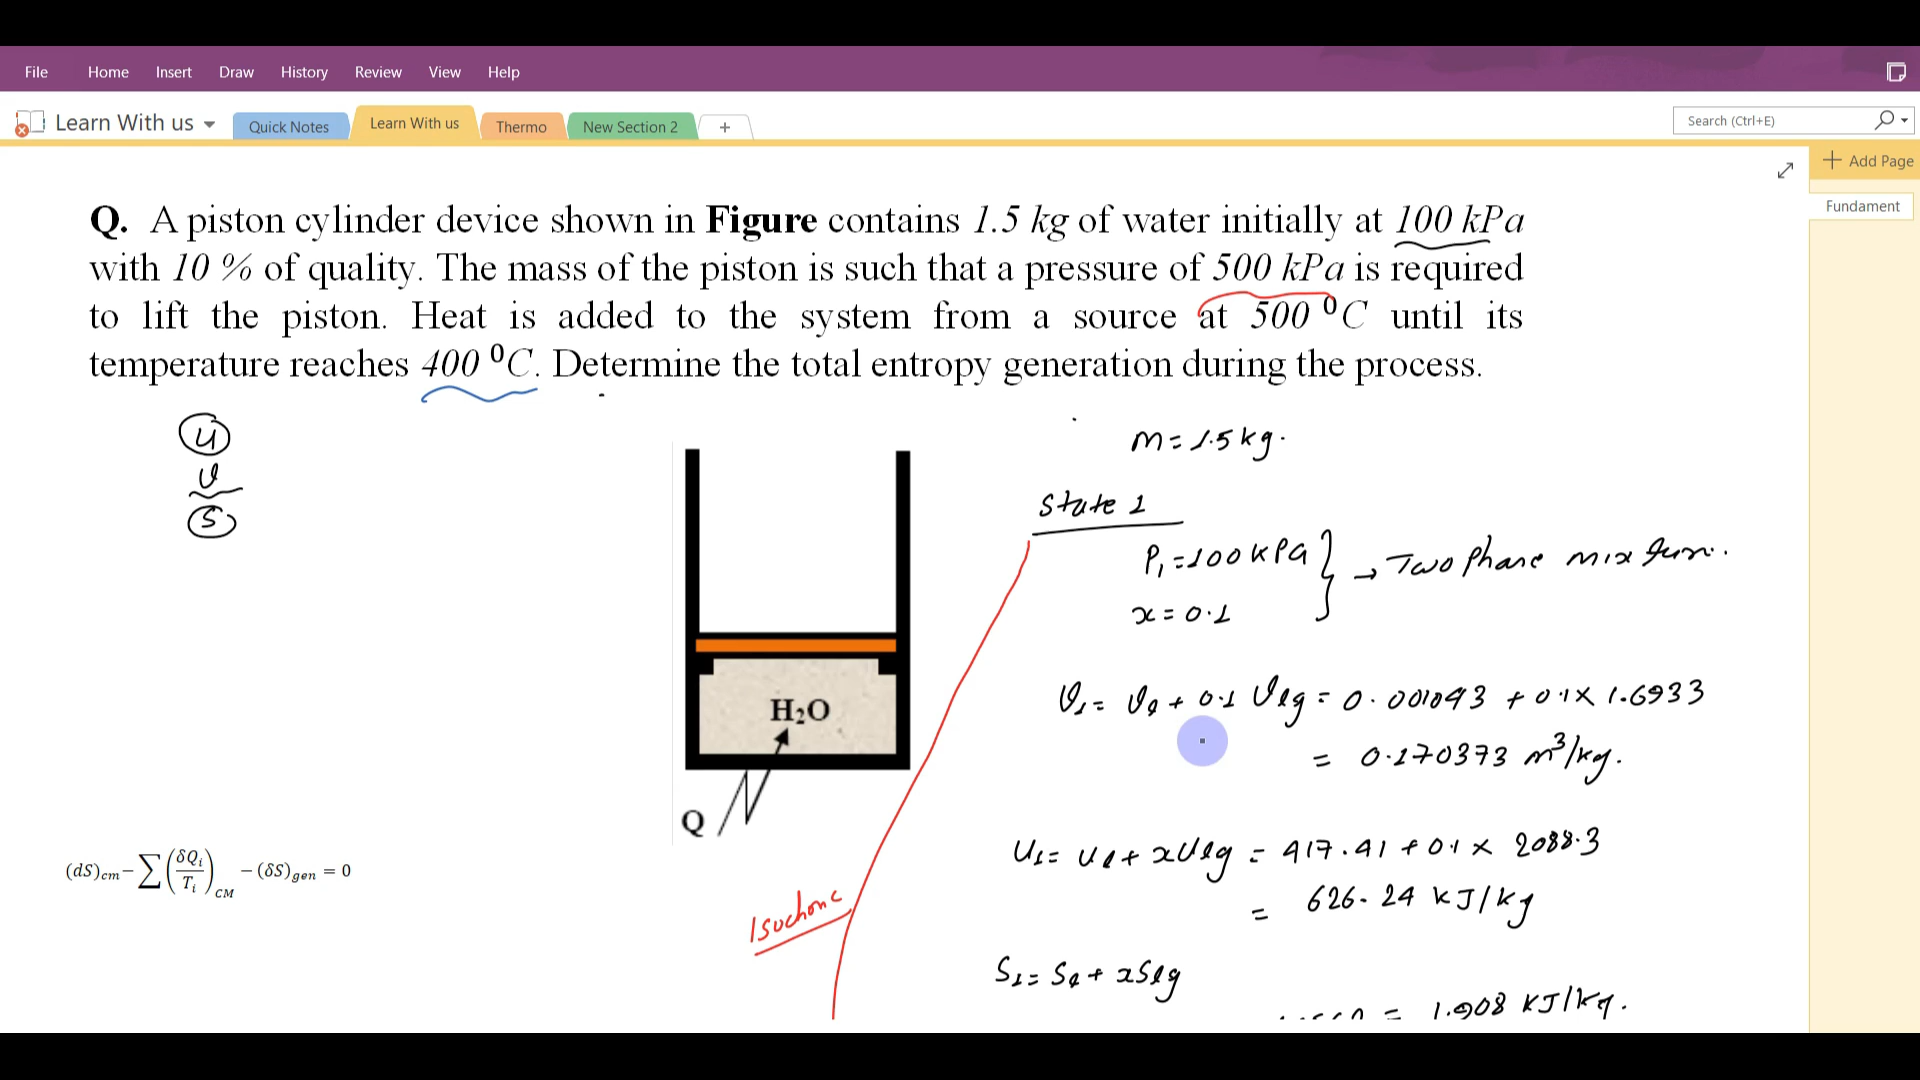 File Home Insert Draw History Review View Help
Learn With us Quick Notes Learn With us Thermo New Section 2 + Search (Ctrl+E)
Add Page
Fundament
Q. A piston cylinder device shown in Figure contains 1.5 kg of water initially at 100 kPa
with 10 % of quality. The mass of the piston is such that a pressure of 500 kPa is required
to lift the piston. Heat is added to the system from a source at 500 ⁰C until its
temperature reaches 400 ⁰C. Determine the total entropy generation during the process.
u
v
s
m = 1.5 kg.
State 1
P₁ = 100 kPa } → Two phase mixture.
x = 0.1
v₁ = vℓ + 0.1 vℓg = 0.001043 + 0.1 x 1.6933
= 0.170373 m³/kg.
H₂O
Q
u₁ = uℓ + xuℓg = 417.41 + 0.1 x 2088.3
= 626.24 kJ/kg
(dS)cm − ∑(δQᵢ/Tᵢ)CM − (δS)gen = 0
Isochoric
s₁ = sℓ + xsℓg
= 1.908 kJ/kg.